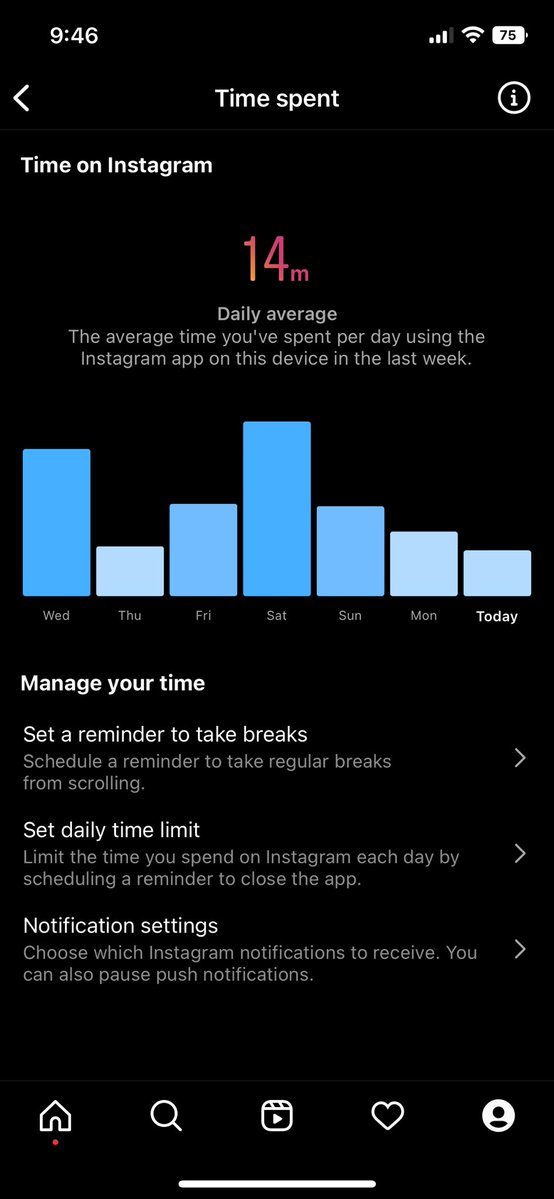 9:46
75
Time spent
Time on Instagram
14m
Daily average
The average time you've spent per day using the
Instagram app on this device in the last week.
Wed Thu Fri Sat Sun Mon Today
Manage your time
Set a reminder to take breaks
Schedule a reminder to take regular breaks
from scrolling.
Set daily time limit
Limit the time you spend on Instagram each day by
scheduling a reminder to close the app.
Notification settings
Choose which Instagram notifications to receive. You
can also pause push notifications.